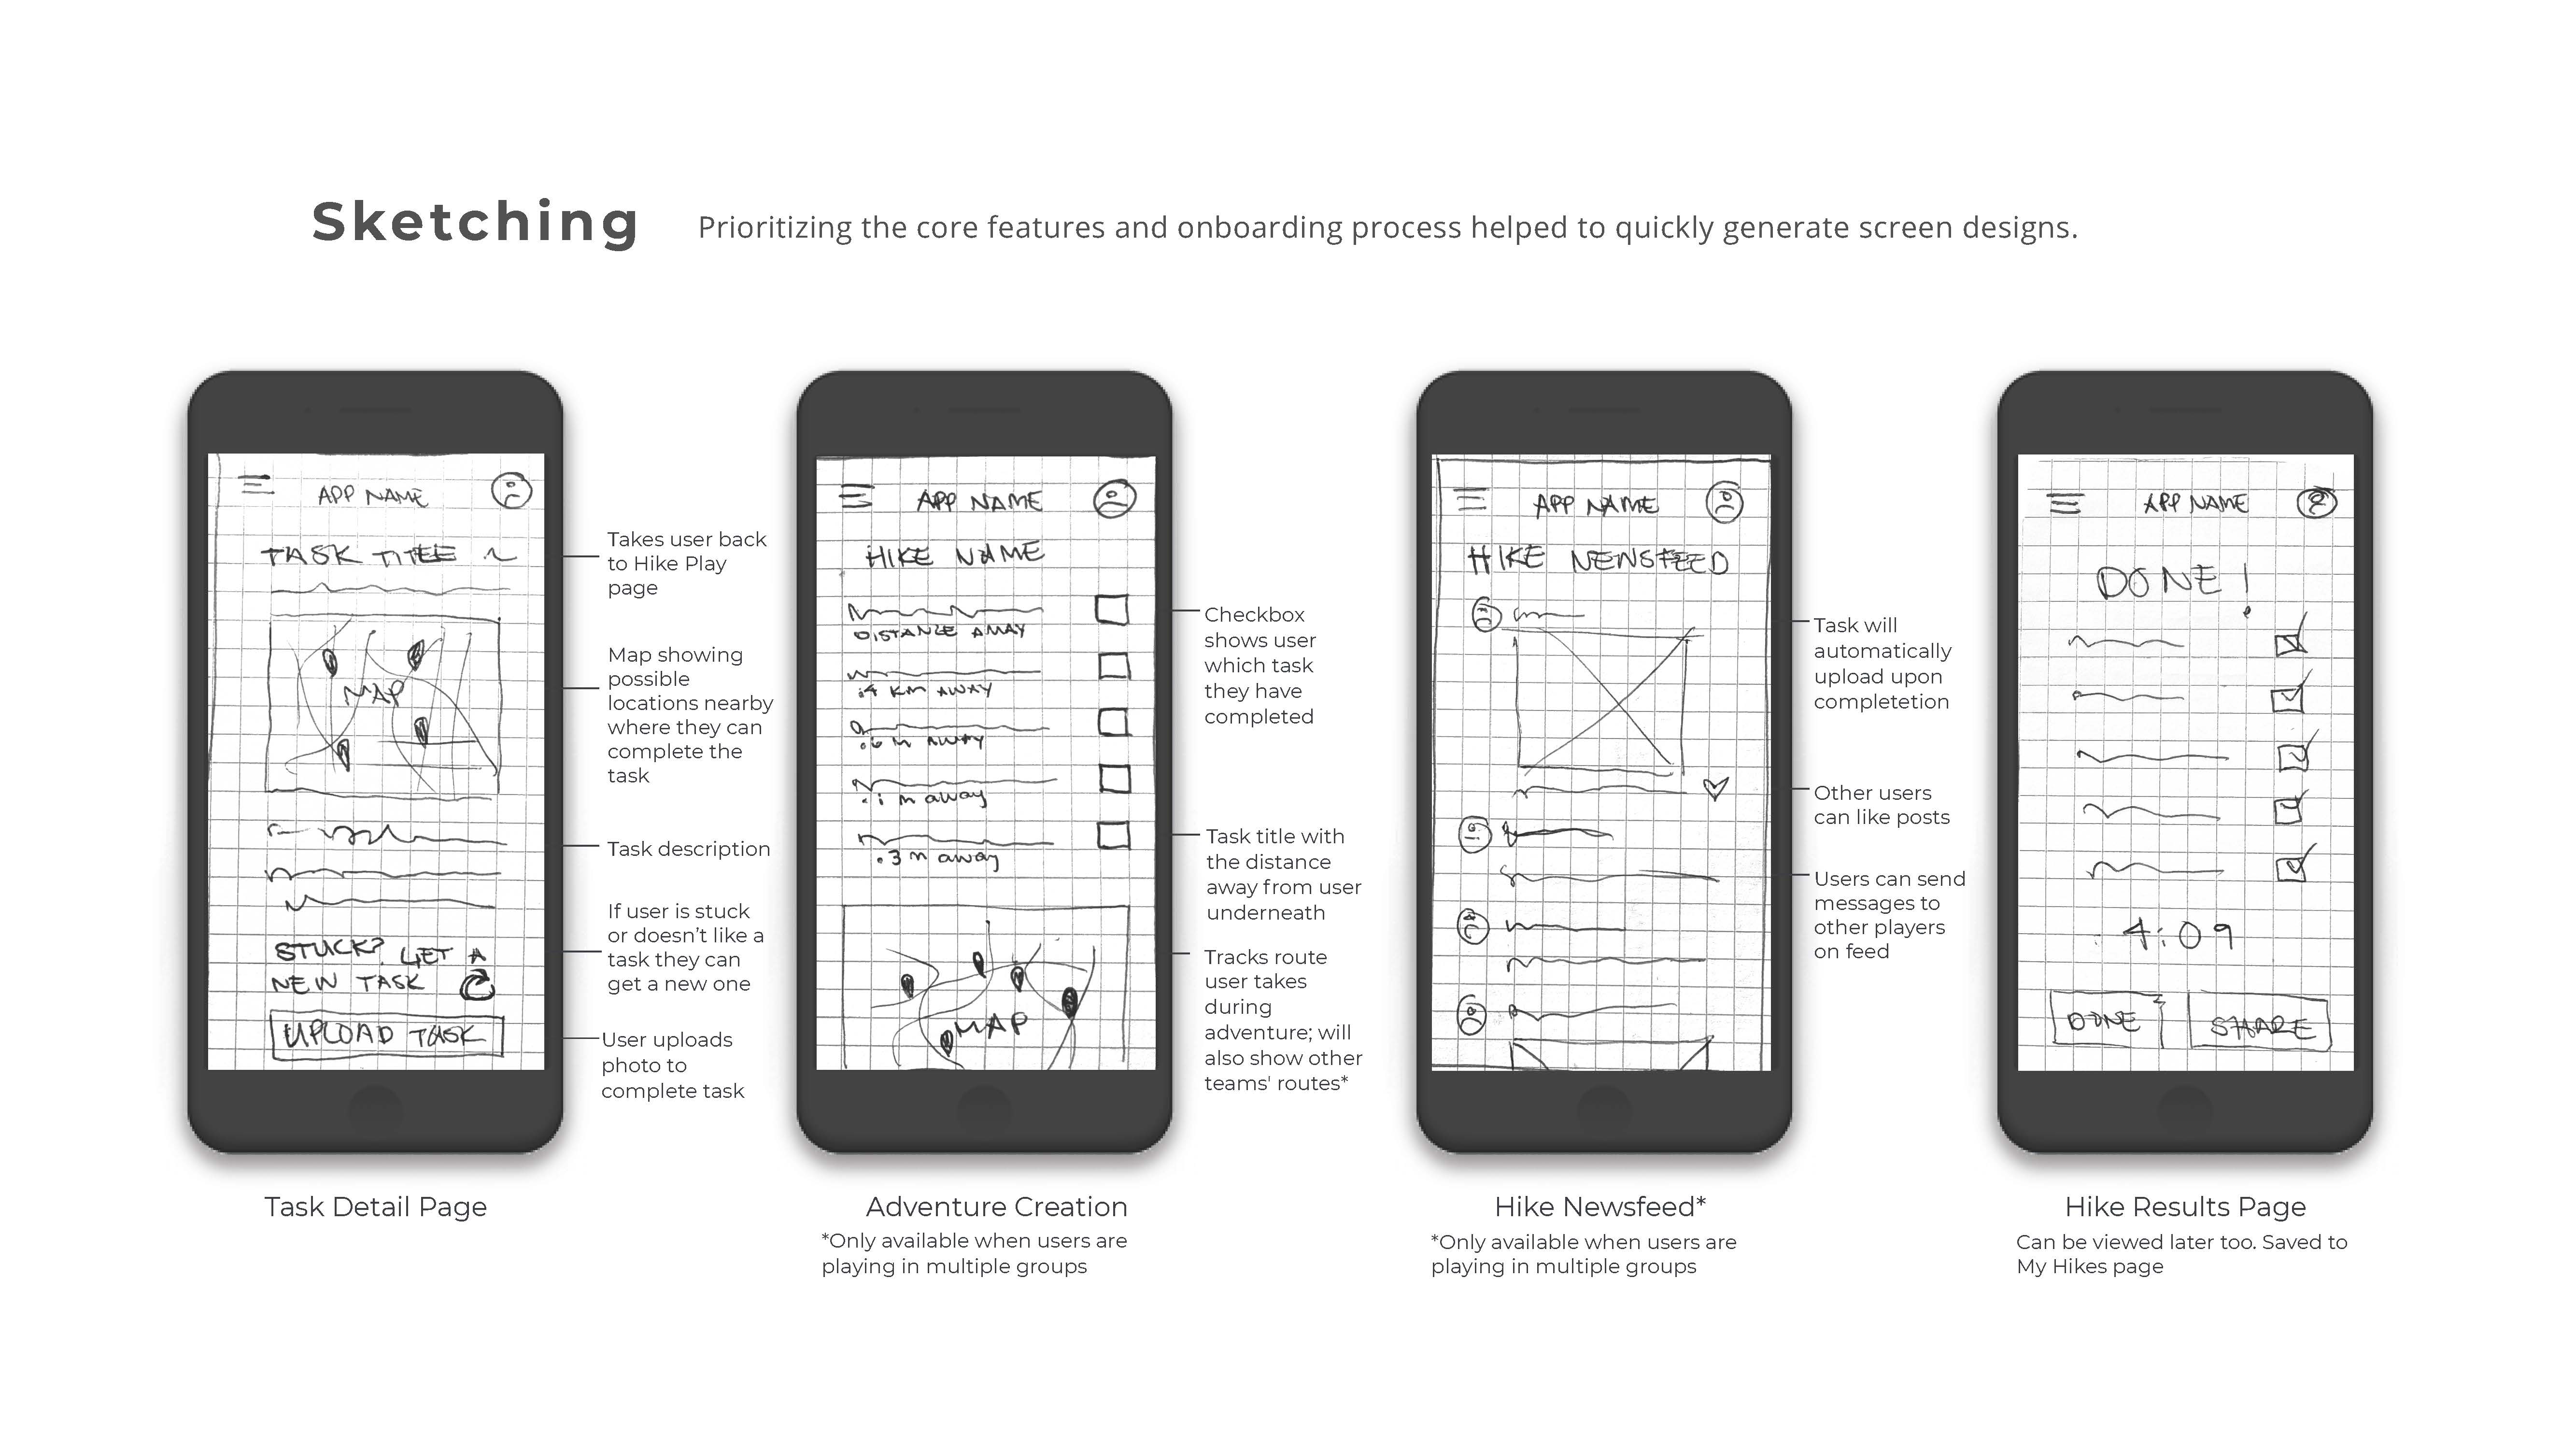 Sketching
Prioritizing the core features and onboarding process helped to quickly generate screen designs.
APP NAME
TASK TITLE
MAP
STUCK? GET A
NEW TASK
UPLOAD TASK
Takes user back
to Hike Play
page
Map showing
possible
locations nearby
where they can
complete the
task
Task description
If user is stuck
or doesn't like a
task they can
get a new one
User uploads
photo to
complete task
Task Detail Page
APP NAME
HIKE NAME
DISTANCE AWAY
.4 KM AWAY
.6 m AWAY
.1 m away
.3 m away
MAP
Checkbox
shows user
which task
they have
completed
Task title with
the distance
away from user
underneath
Tracks route
user takes
during
adventure; will
also show other
teams' routes*
Adventure Creation
*Only available when users are
playing in multiple groups
APP NAME
HIKE NEWSFEED
Task will
automatically
upload upon
completetion
Other users
can like posts
Users can send
messages to
other players
on feed
Hike Newsfeed*
*Only available when users are
playing in multiple groups
APP NAME
DONE!
4:09
DONE
SHARE
Hike Results Page
Can be viewed later too. Saved to
My Hikes page